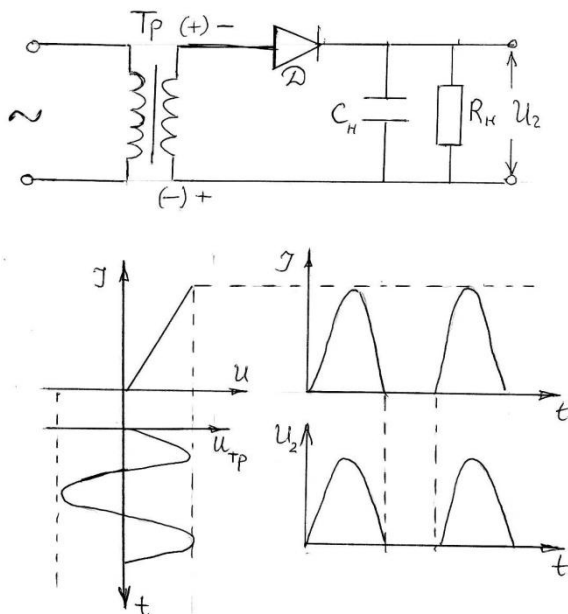 Тр (+) -
~
D
Cн
Rн
U₂
(-) +
I
U
Uтр
t
I
t
U₂
t